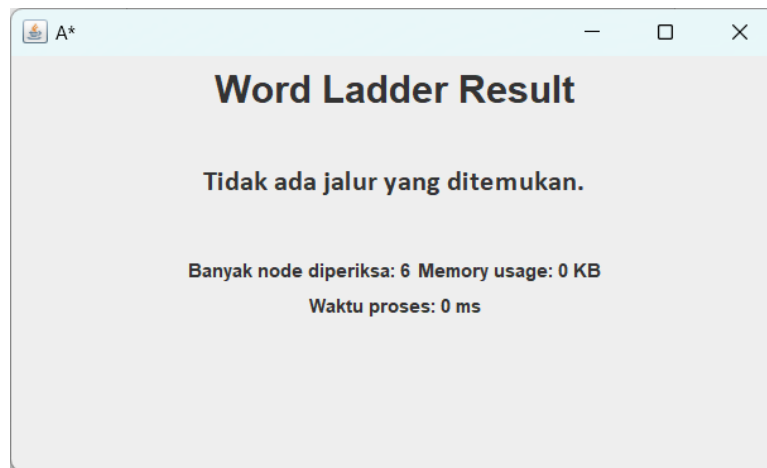 A*
Word Ladder Result
Tidak ada jalur yang ditemukan.
Banyak node diperiksa: 6 Memory usage: 0 KB
Waktu proses: 0 ms